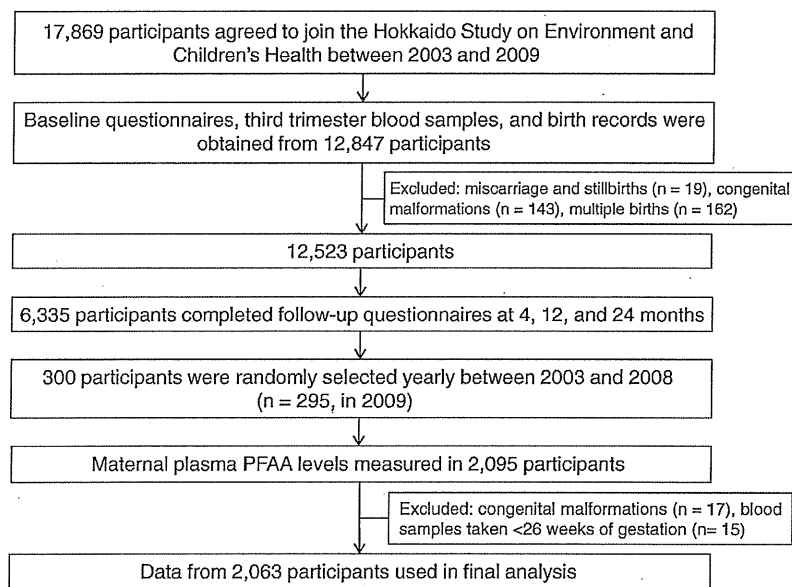 17,869 participants agreed to join the Hokkaido Study on Environment and
Children's Health between 2003 and 2009
Baseline questionnaires, third trimester blood samples, and birth records were
obtained from 12,847 participants
Excluded: miscarriage and stillbirths (n = 19), congenital
malformations (n = 143), multiple births (n = 162)
12,523 participants
6,335 participants completed follow-up questionnaires at 4, 12, and 24 months
300 participants were randomly selected yearly between 2003 and 2008
(n = 295, in 2009)
Maternal plasma PFAA levels measured in 2,095 participants
Excluded: congenital malformations (n = 17), blood
samples taken <26 weeks of gestation (n= 15)
Data from 2,063 participants used in final analysis